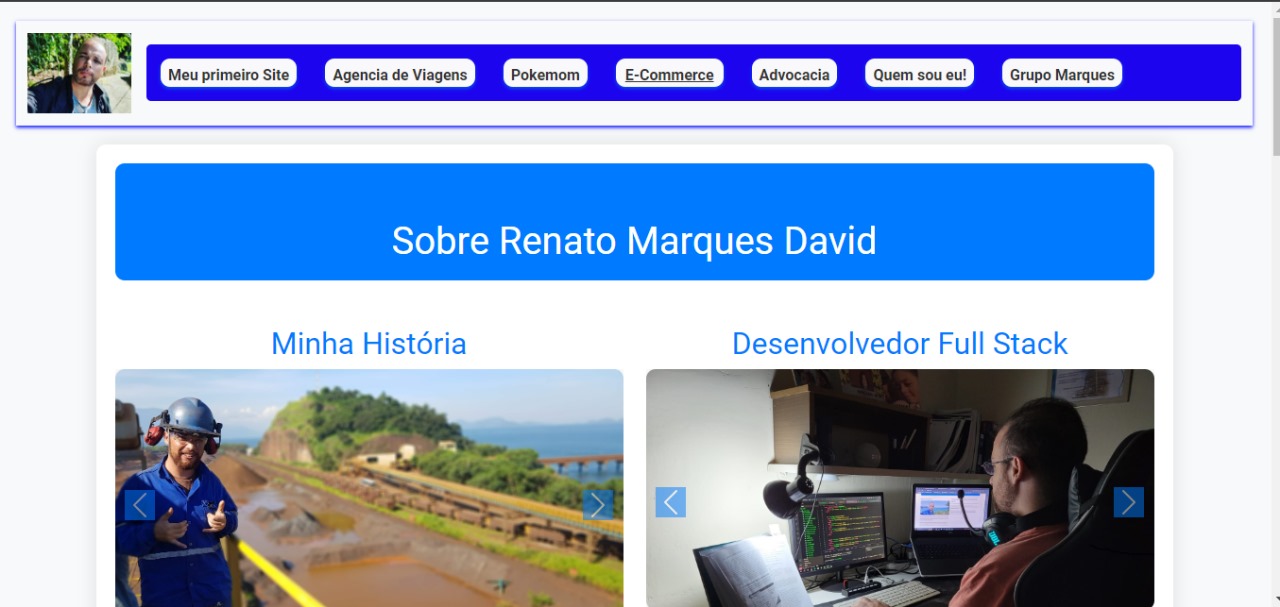 Meu primeiro Site
Agencia de Viagens
Pokemom
E-Commerce
Advocacia
Quem sou eu!
Grupo Marques
Sobre Renato Marques David
Minha História
Desenvolvedor Full Stack